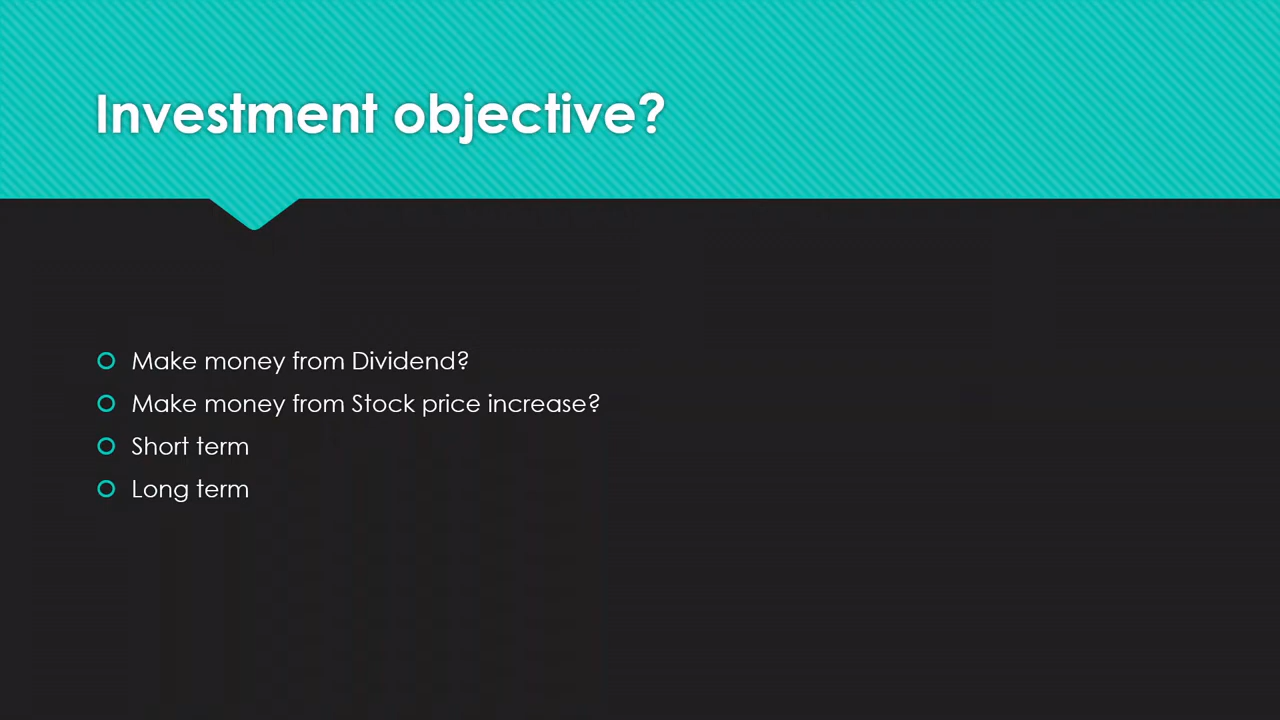 Investment objective?
Make money from Dividend?
Make money from Stock price increase?
Short term
Long term